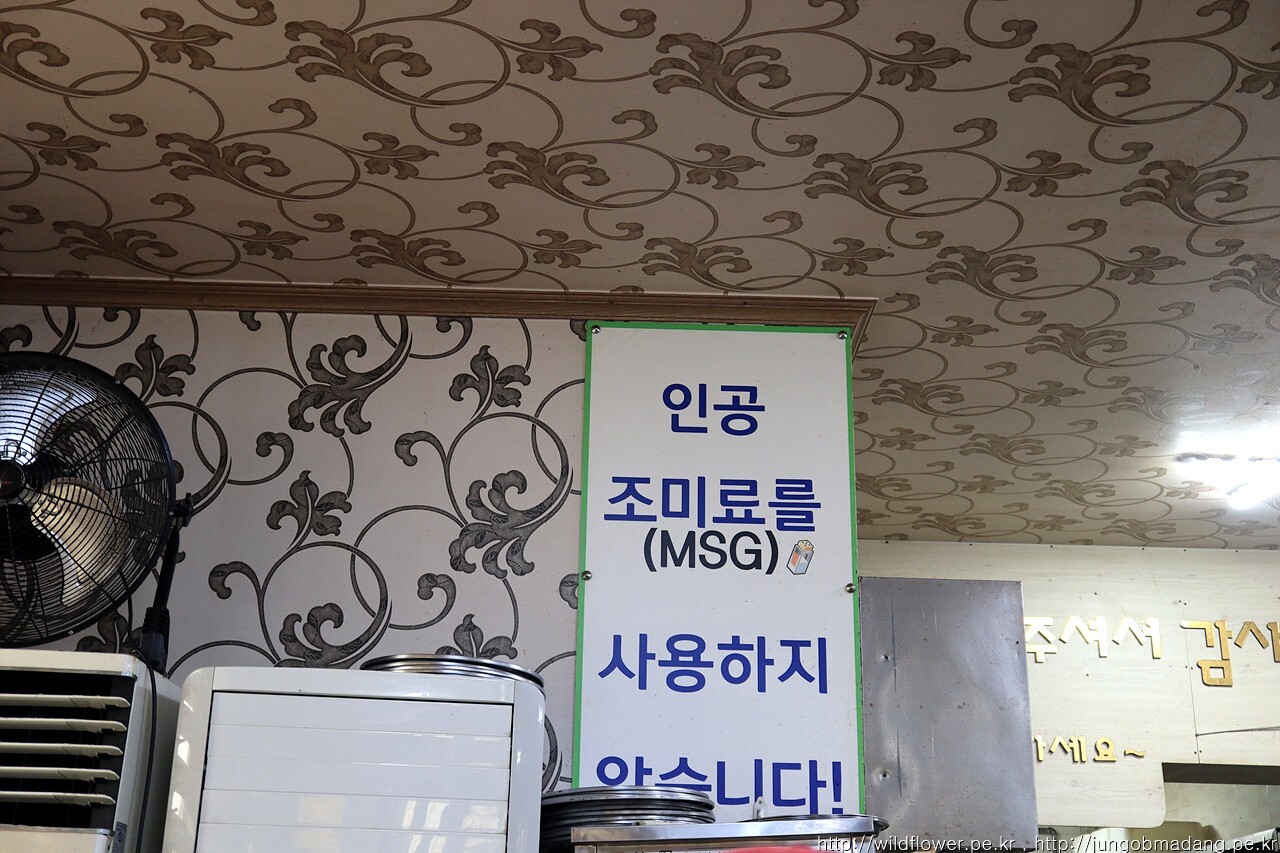 인공
조미료를
(MSG)
사용하지
않습니다!
주셔서 감사
가세요~
http://wildflower.pe.kr , http://jungobmadang.pe.kr